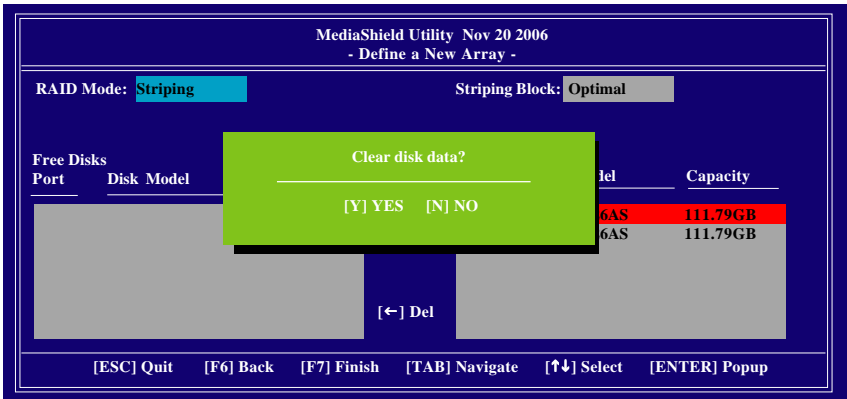 MediaShield Utility Nov 20 2006
- Define a New Array -
RAID Mode: Striping
Striping Block: Optimal
Clear disk data?
[Y] YES [N] NO
Free Disks
Port Disk Model
Capacity
6AS 111.79GB
6AS 111.79GB
[←] Del
[ESC] Quit [F6] Back [F7] Finish [TAB] Navigate [↑↓] Select [ENTER] Popup